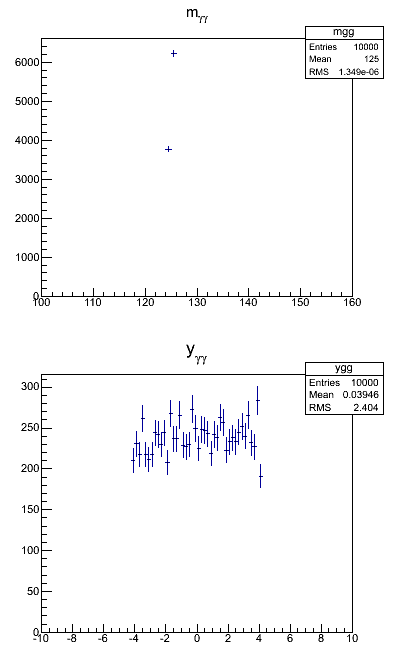 mγγ
mgg
Entries 10000
Mean 125
RMS 1.349e-06
6000
5000
4000
3000
2000
1000
0
100 110 120 130 140 150 160
yγγ
ygg
Entries 10000
Mean 0.03946
RMS 2.404
300
250
200
150
100
50
0
-10 -8 -6 -4 -2 0 2 4 6 8 10